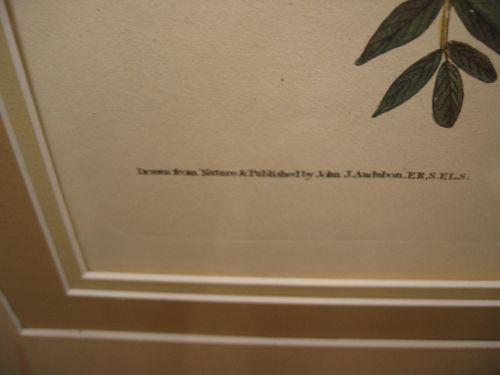 Drawn from Nature & Published by John J. Audubon. F.R.S.F.L.S.